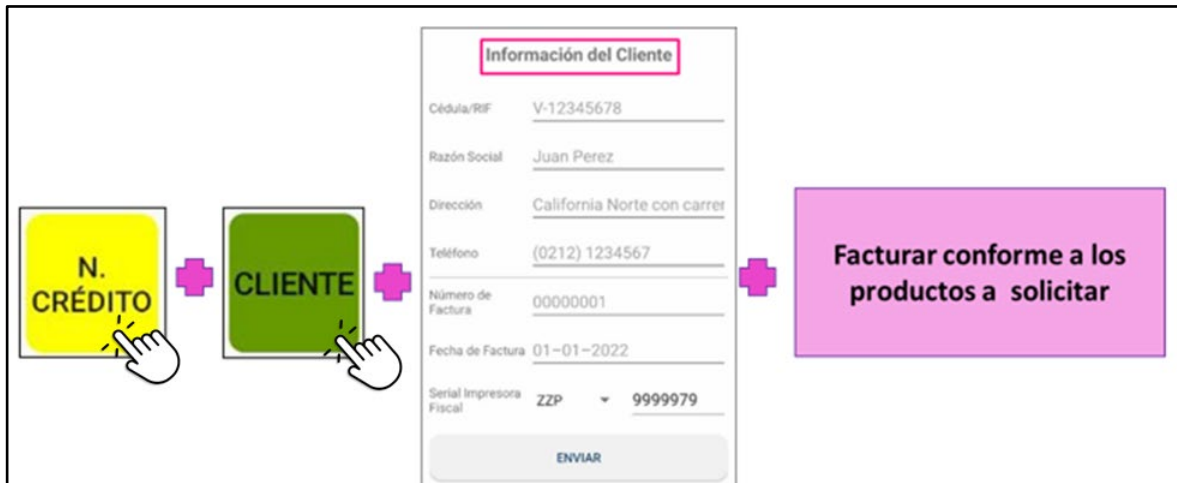 N.
CRÉDITO
CLIENTE
Información del Cliente
Cédula/RIF V-12345678
Razón Social Juan Perez
Dirección California Norte con carrer
Teléfono (0212) 1234567
Número de
Factura 00000001
Fecha de Factura 01-01-2022
Serial Impresora
Fiscal ZZP 9999979
ENVIAR
Facturar conforme a los
productos a solicitar